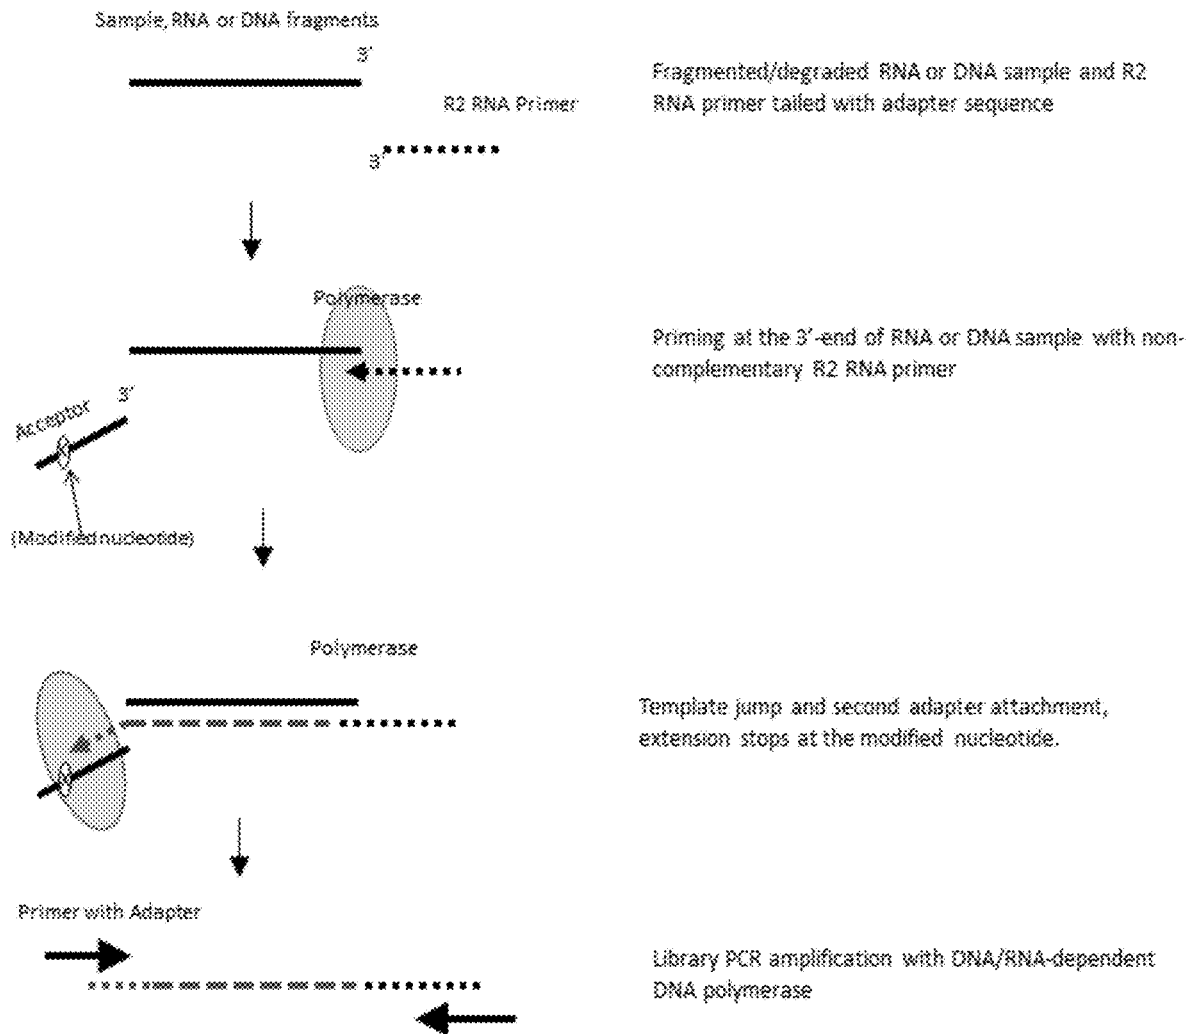 Sample, RNA or DNA fragments
3'
Fragmented/degraded RNA or DNA sample and R2
RNA primer tailed with adapter sequence
R2 RNA Primer
3'
Polymerase
Priming at the 3'-end of RNA or DNA sample with non-
complementary R2 RNA primer
3'
Acceptor
(Modified nucleotide)
Polymerase
Template jump and second adapter attachment,
extension stops at the modified nucleotide.
Primer with Adapter
Library PCR amplification with DNA/RNA-dependent
DNA polymerase